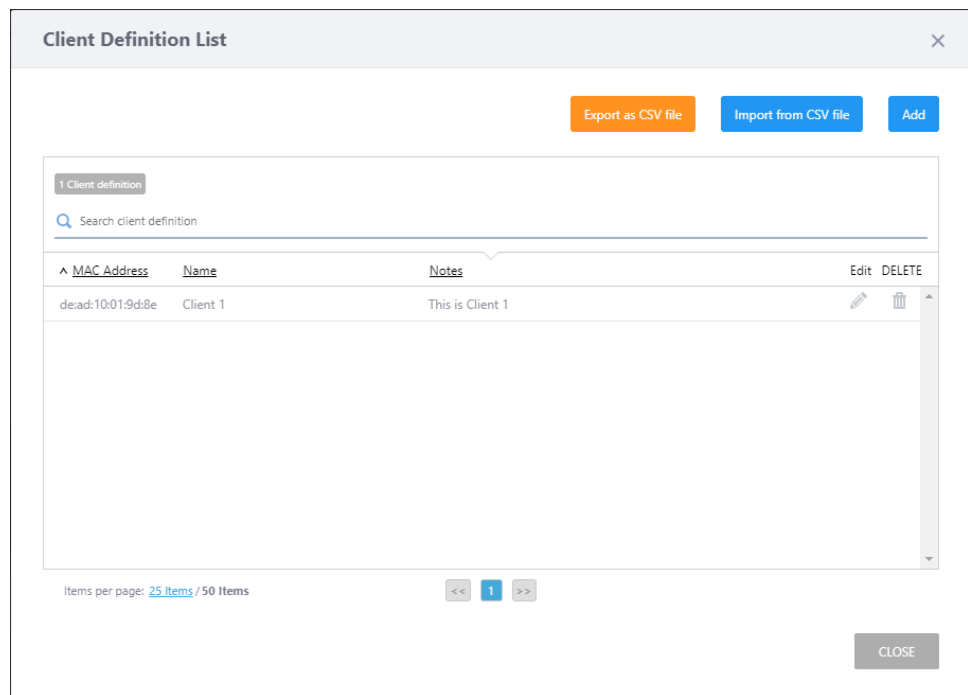 Client Definition List
Export as CSV file Import from CSV file Add
1 Client definition
Search client definition
MAC Address Name Notes Edit DELETE
de:ad:10:01:9d:8e Client 1 This is Client 1
Items per page: 25 Items / 50 Items << 1 >>
CLOSE